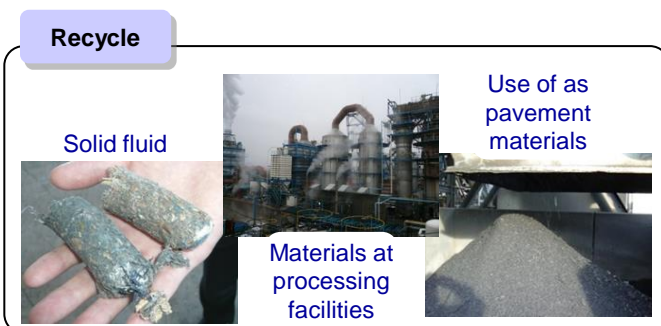 Recycle
Solid fluid
Materials at
processing
facilities
Use of as
pavement
materials